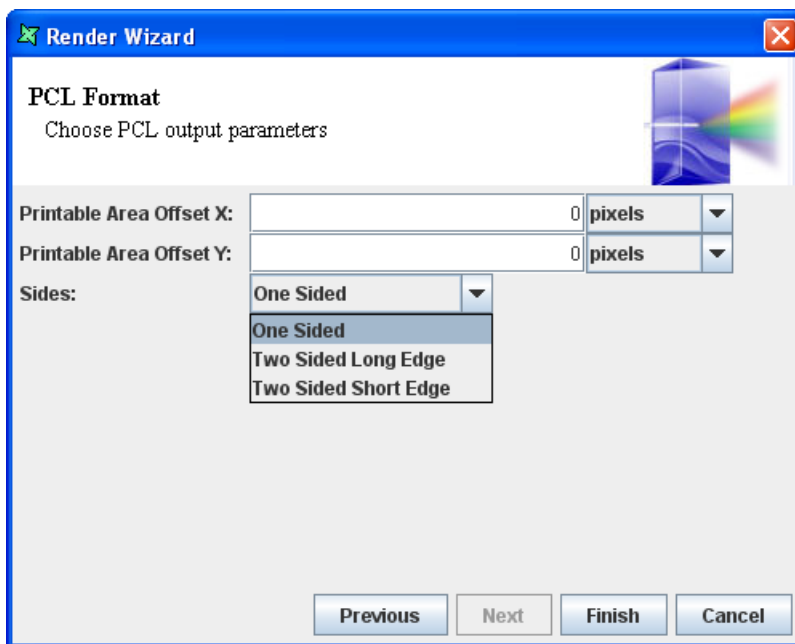 Render Wizard
PCL Format
Choose PCL output parameters
Printable Area Offset X: 0 pixels
Printable Area Offset Y: 0 pixels
Sides: One Sided
One Sided
Two Sided Long Edge
Two Sided Short Edge
Previous Next Finish Cancel